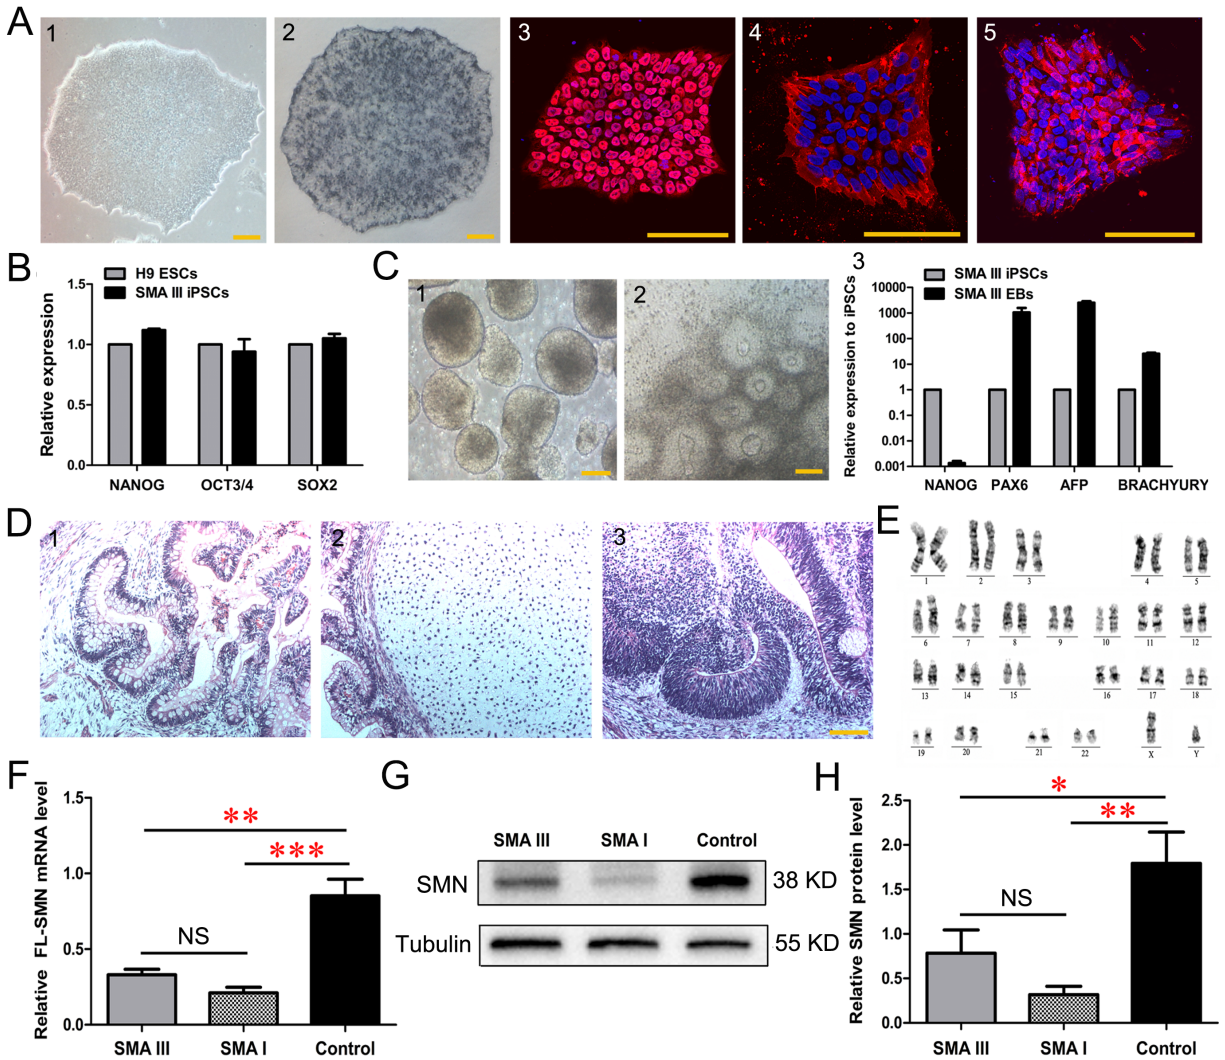 A
1
2
3
4
5
B
H9 ESCs
SMA III iPSCs
Relative expression
1.5
1.0
0.5
0.0
NANOG
OCT3/4
SOX2
C
1
2
3
SMA III iPSCs
SMA III EBs
Relative expression to iPSCs
10000
1000
100
10
1
0.1
0.01
0.001
NANOG
PAX6
AFP
BRACHYURY
D
1
2
3
E
1
2
3
4
5
6
7
8
9
10
11
12
13
14
15
16
17
18
19
20
21
22
X
Y
F
Relative FL-SMN mRNA level
1.5
1.0
0.5
0.0
**
***
NS
SMA III
SMA I
Control
G
SMA III
SMA I
Control
SMN
38 KD
Tubulin
55 KD
H
Relative SMN protein level
2.5
2.0
1.5
1.0
0.5
0.0
*
**
NS
SMA III
SMA I
Control